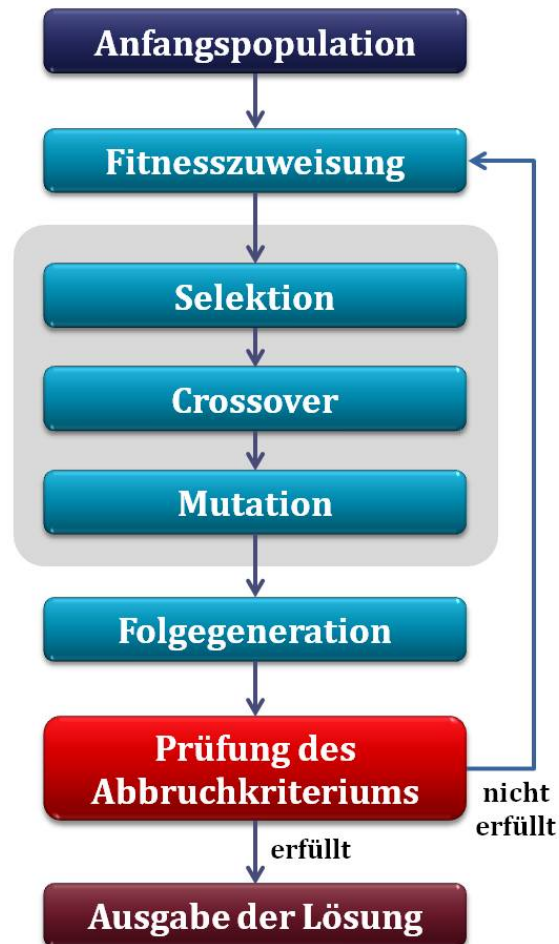 Anfangspopulation
Fitnesszuweisung
Selektion
Crossover
Mutation
Folgegeneration
Prüfung des
Abbruchkriteriums
nicht
erfüllt
erfüllt
Ausgabe der Lösung